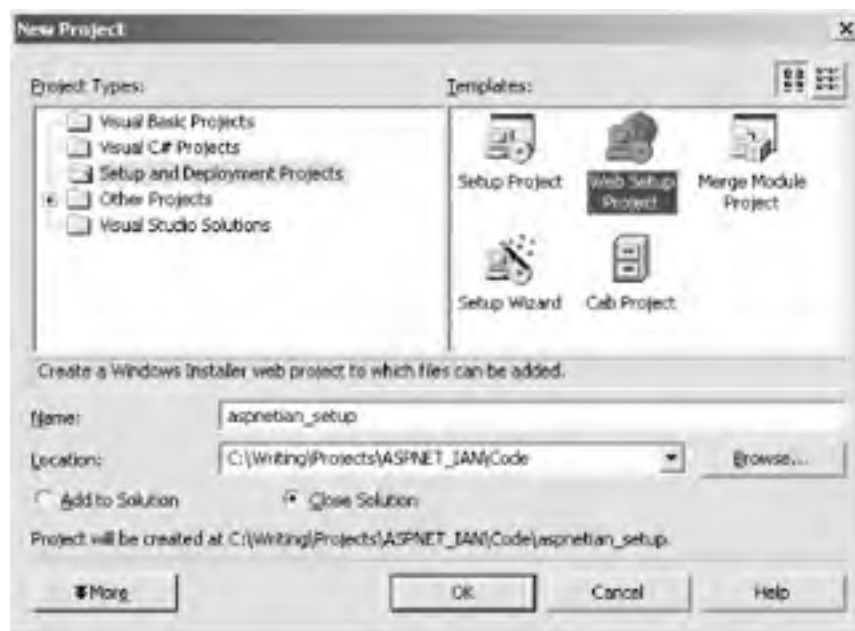 New Project
Project Types:
Templates:
Visual Basic Projects
Visual C# Projects
Setup and Deployment Projects
Other Projects
Visual Studio Solutions
Setup Project
Web Setup Project
Merge Module Project
Setup Wizard
Cab Project
Create a Windows Installer web project to which files can be added.
Name:
aspnetian_setup
Location:
C:\Writing\Projects\ASPNET_IAN\Code
Browse...
Add to Solution
Close Solution
Project will be created at C:\Writing\Projects\ASPNET_IAN\Code\aspnetian_setup.
More
OK
Cancel
Help